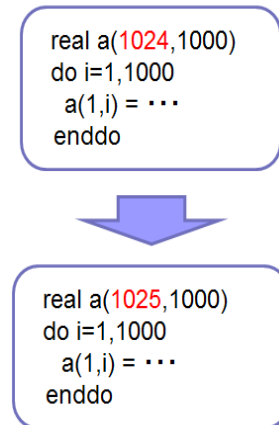 real a(1024,1000)
do i=1,1000
a(1,i) = ・・・
enddo
real a(1025,1000)
do i=1,1000
a(1,i) = ・・・
enddo